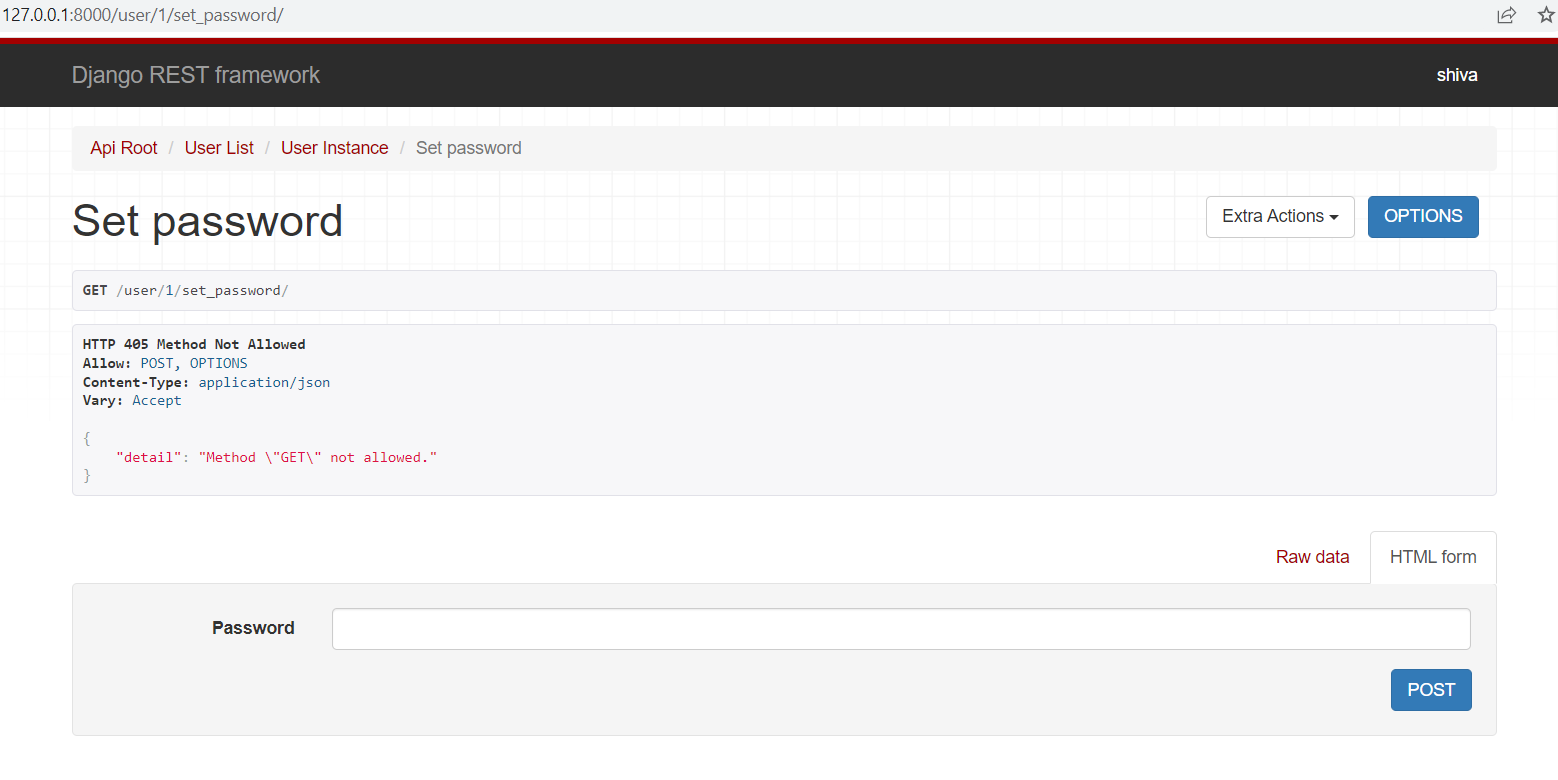 127.0.0.1:8000/user/1/set_password/
Django REST framework shiva
Api Root / User List / User Instance / Set password
Set password Extra Actions OPTIONS
GET /user/1/set_password/
HTTP 405 Method Not Allowed
Allow: POST, OPTIONS
Content-Type: application/json
Vary: Accept
{
"detail": "Method \"GET\" not allowed."
}
Raw data HTML form
Password
POST